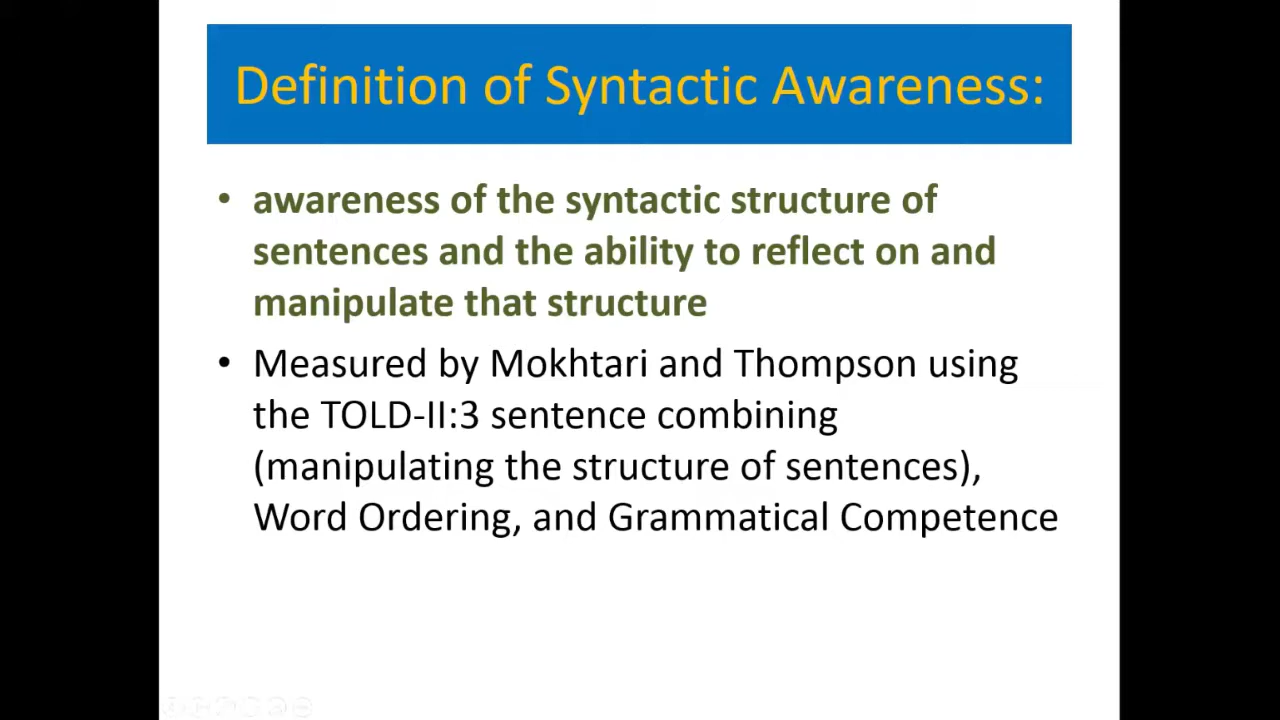 Definition of Syntactic Awareness:
• awareness of the syntactic structure of
sentences and the ability to reflect on and
manipulate that structure
• Measured by Mokhtari and Thompson using
the TOLD-II:3 sentence combining
(manipulating the structure of sentences),
Word Ordering, and Grammatical Competence